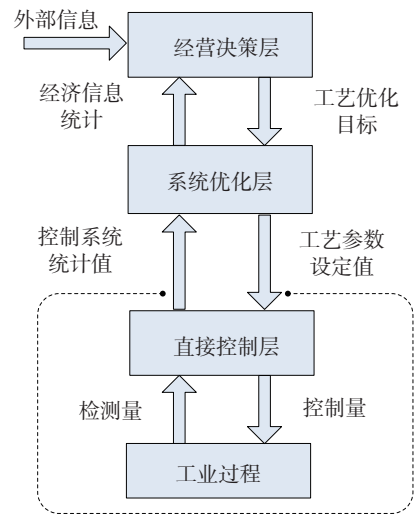 外部信息
经营决策层
经济信息
统计
工艺优化
目标
系统优化层
控制系统
统计值
工艺参数
设定值
直接控制层
检测量
控制量
工业过程